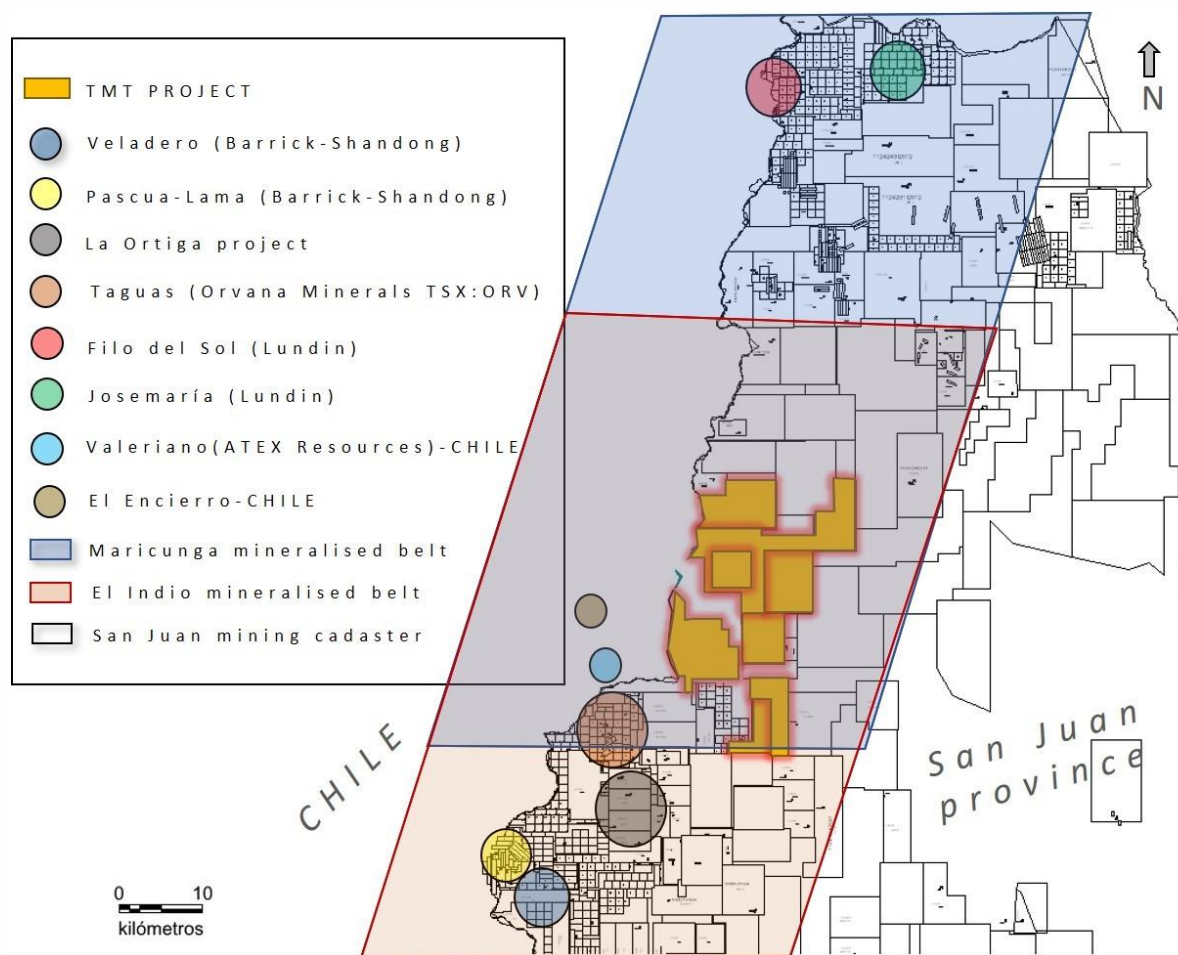 TMT PROJECT
Veladero (Barrick-Shandong)
Pascua-Lama (Barrick-Shandong)
La Ortiga project
Taguas (Orvana Minerals TSX:ORV)
Filo del Sol (Lundin)
Josemaría (Lundin)
Valeriano(ATEX Resources)-CHILE
El Encierro-CHILE
Maricunga mineralised belt
El Indio mineralised belt
San Juan mining cadaster
N
CHILE
San Juan
province
0 10
kilómetros